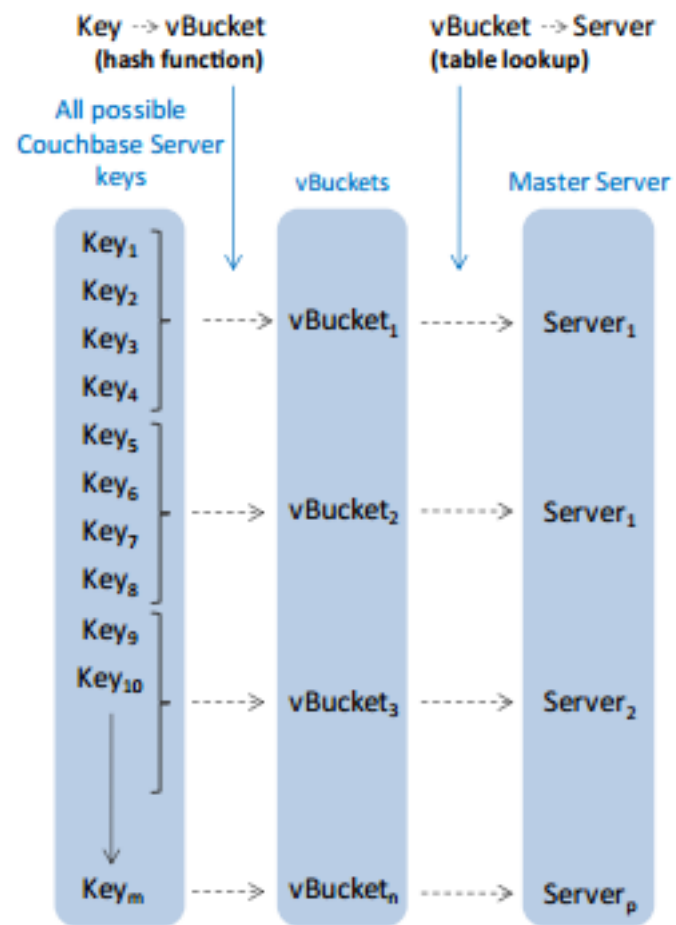 Key --> vBucket
(hash function)
vBucket --> Server
(table lookup)
All possible
Couchbase Server
keys
vBuckets
Master Server
Key₁
Key₂
Key₃
Key₄
Key₅
Key₆
Key₇
Key₈
Key₉
Key₁₀
Keyₘ
vBucket₁
vBucket₂
vBucket₃
vBucketₙ
Server₁
Server₁
Server₂
Serverₚ